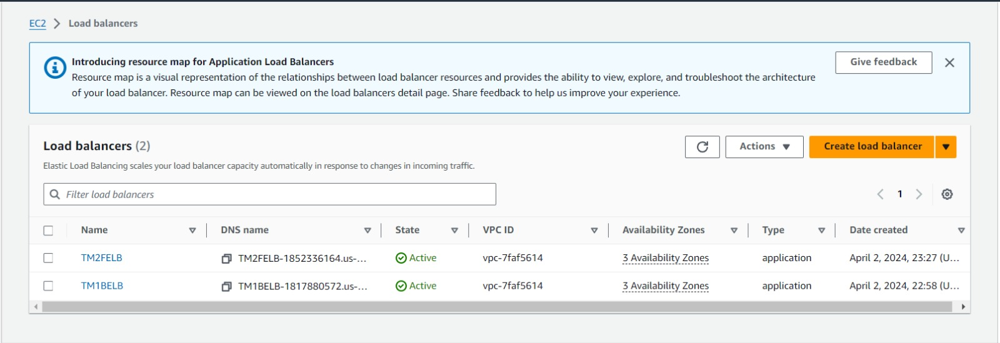 EC2 > Load balancers
Introducing resource map for Application Load Balancers
Give feedback
Resource map is a visual representation of the relationships between load balancer resources and provides the ability to view, explore, and troubleshoot the architecture
of your load balancer. Resource map can be viewed on the load balancers detail page. Share feedback to help us improve your experience.
Load balancers (2)
Actions
Create load balancer
Elastic Load Balancing scales your load balancer capacity automatically in response to changes in incoming traffic.
Filter load balancers
1
Name DNS name State VPC ID Availability Zones Type Date created
TM2FELB TM2FELB-1852336164.us-... Active vpc-7faf5614 3 Availability Zones application April 2, 2024, 23:27 (U...
TM1BELB TM1BELB-1817880572.us-... Active vpc-7faf5614 3 Availability Zones application April 2, 2024, 22:58 (U...